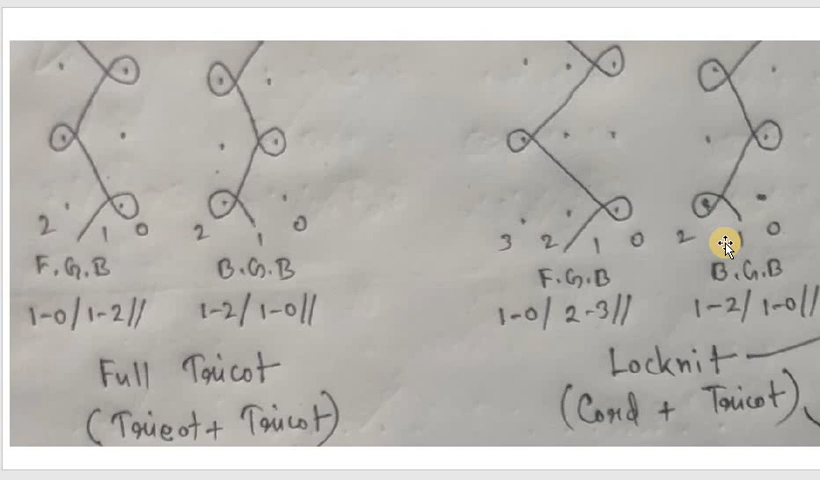 2 1 0
F.G.B
1-0/1-2//
2 1 0
B.G.B
1-2/1-0//
Full Tricot
(Tricot + Tricot)
3 2 1 0
F.G.B
1-0/2-3//
2 1 0
B.G.B
1-2/1-0//
Locknit
(Cord + Tricot)